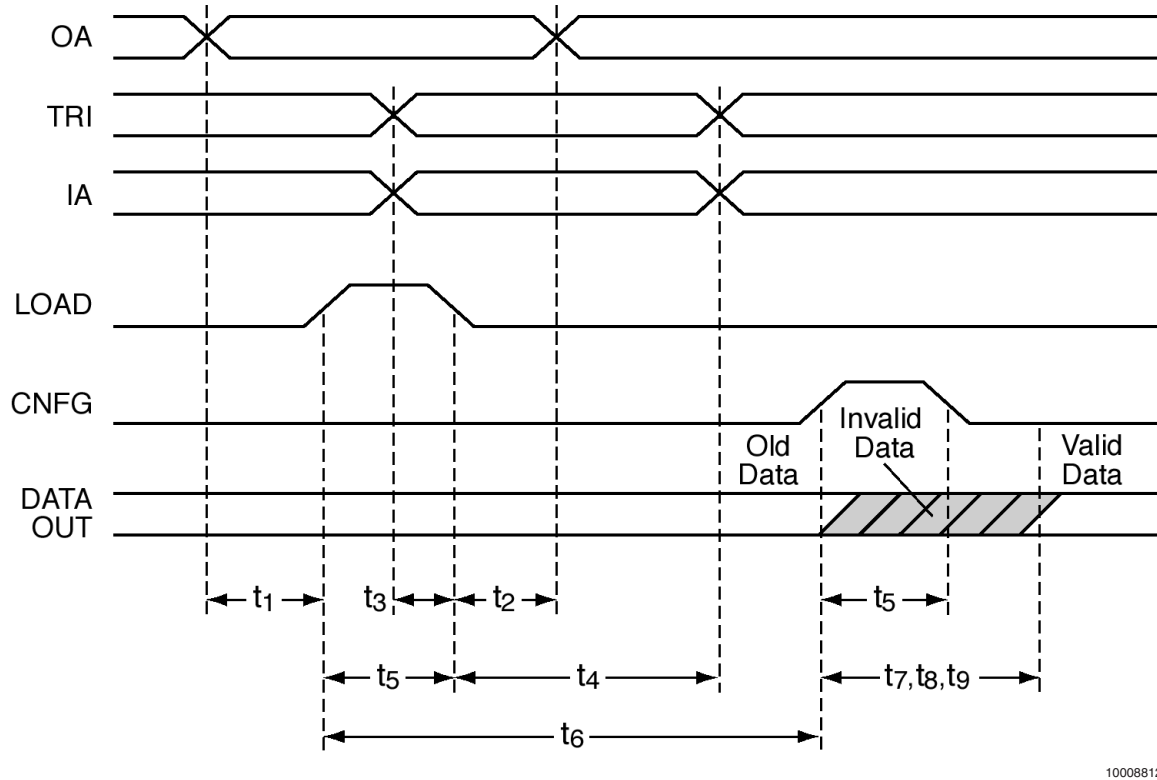 OA
TRI
IA
LOAD
CNFG
Old
Data
Invalid
Data
Valid
Data
DATA
OUT
t1
t3
t2
t5
t5
t4
t7,t8,t9
t6
10008812